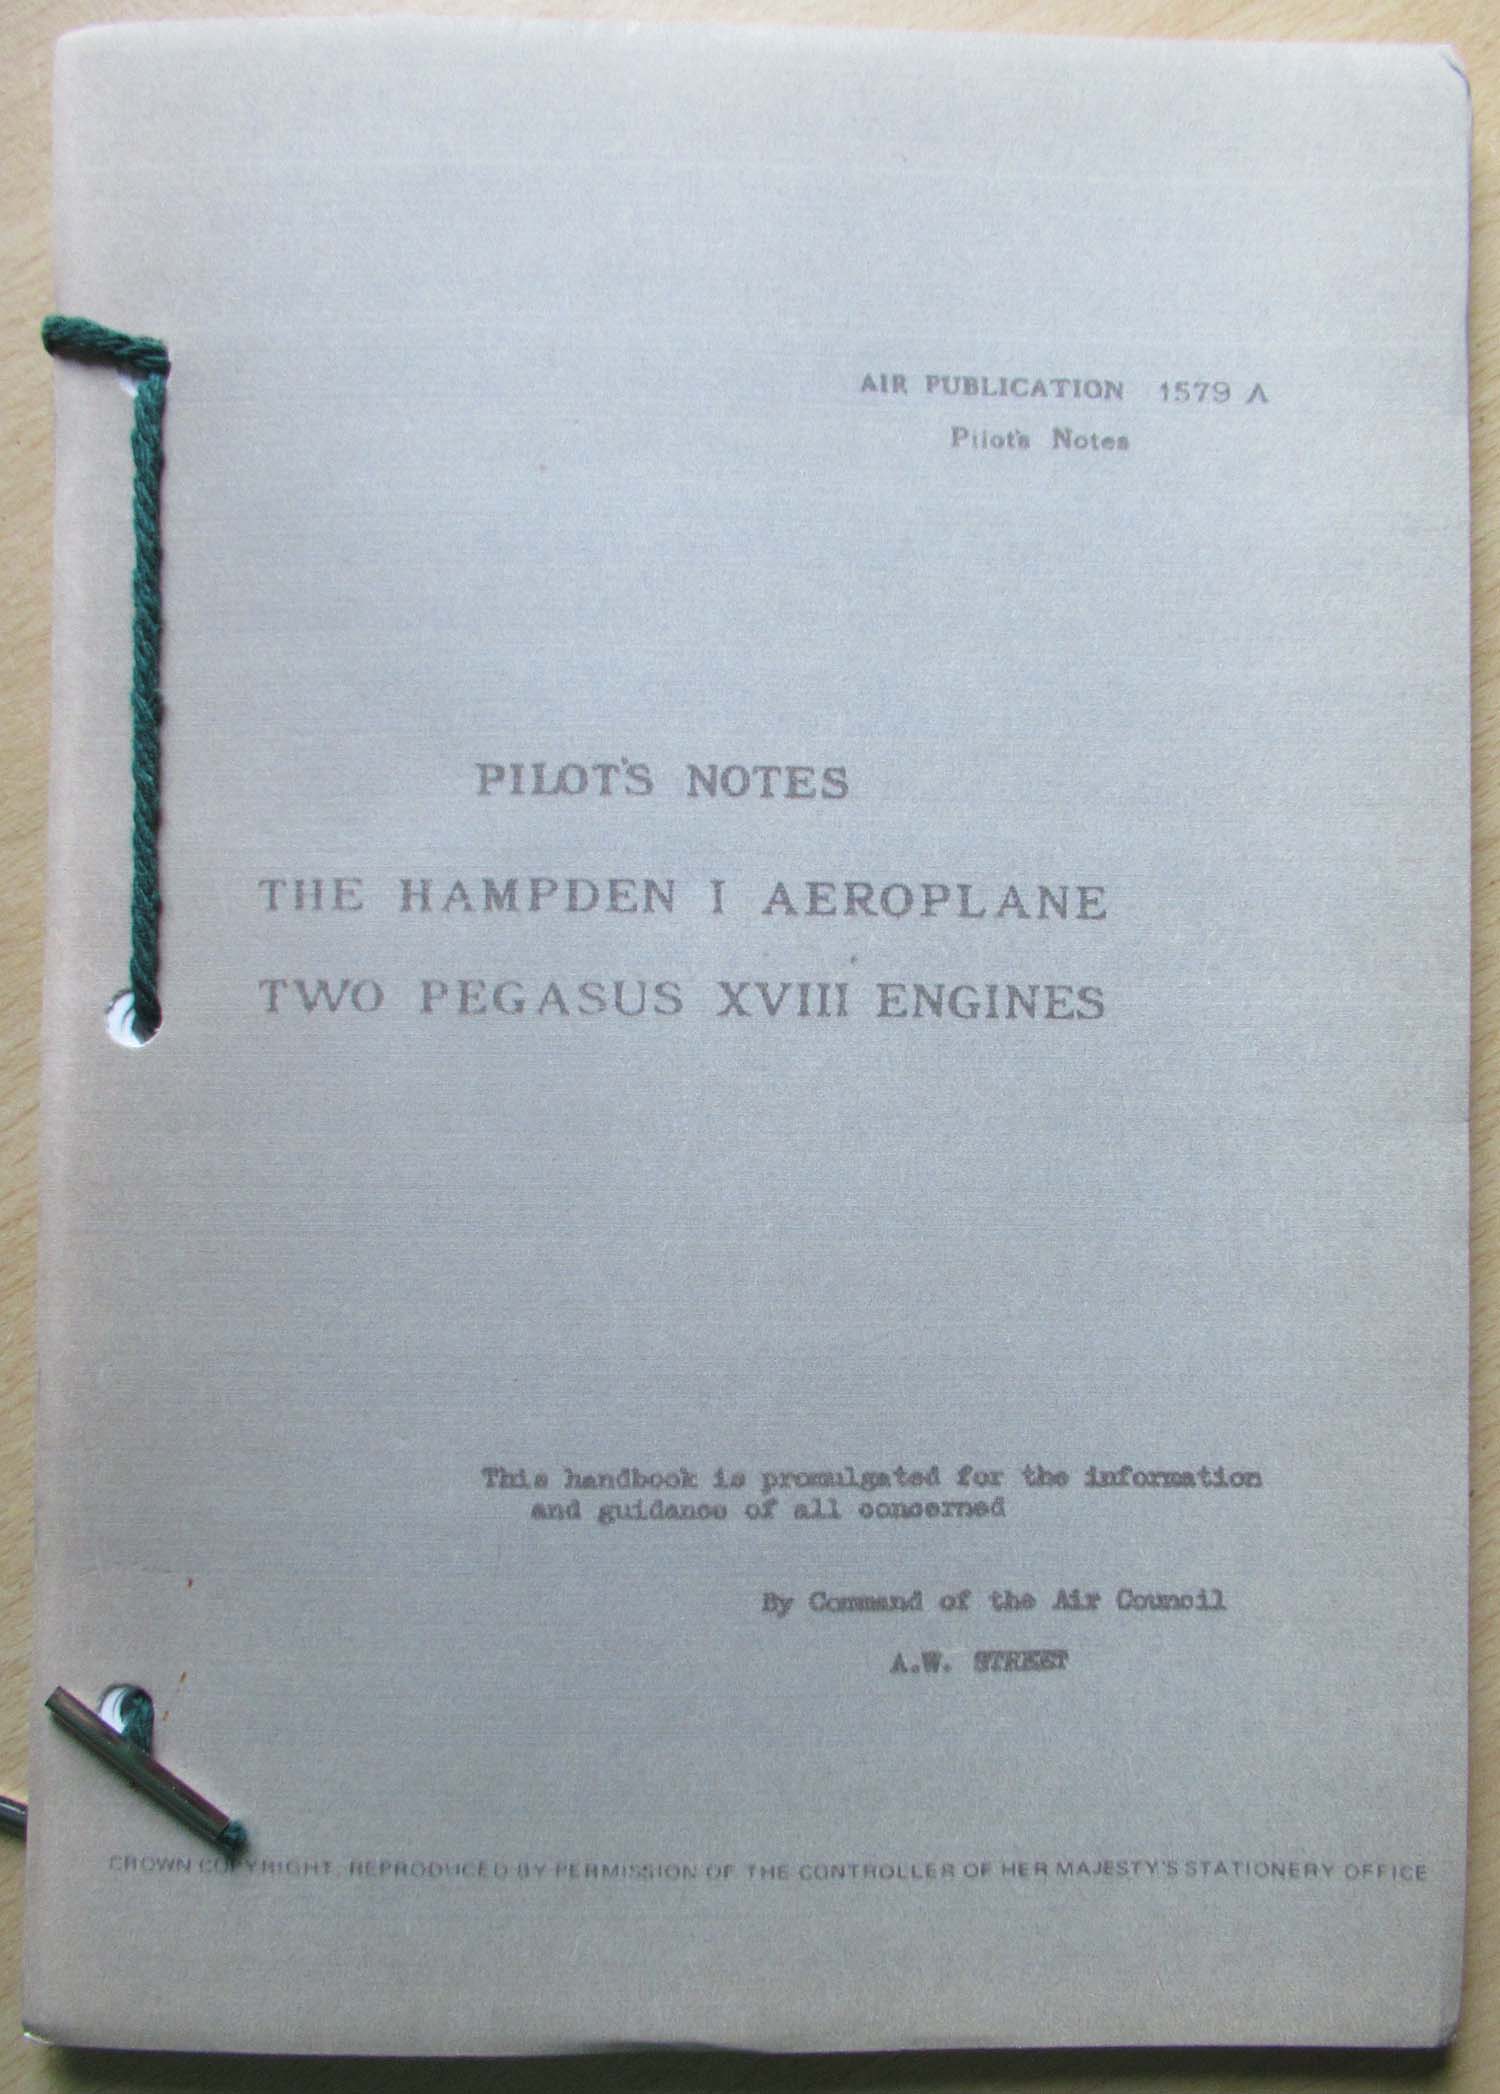 AIR PUBLICATION 1579 A
Pilot's Notes
PILOT'S NOTES
THE HAMPDEN I AEROPLANE
TWO PEGASUS XVIII ENGINES
This handbook is promulgated for the information
and guidance of all concerned
By Command of the Air Council
A.W. STREET
CROWN COPYRIGHT, REPRODUCED BY PERMISSION OF THE CONTROLLER OF HER MAJESTY'S STATIONERY OFFICE